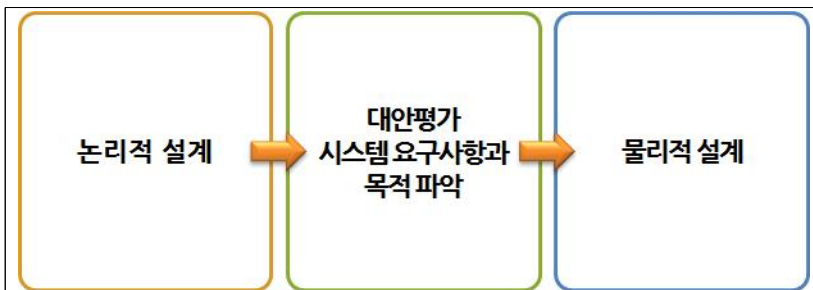 논리적 설계
대안평가
시스템 요구사항과
목적 파악
물리적 설계